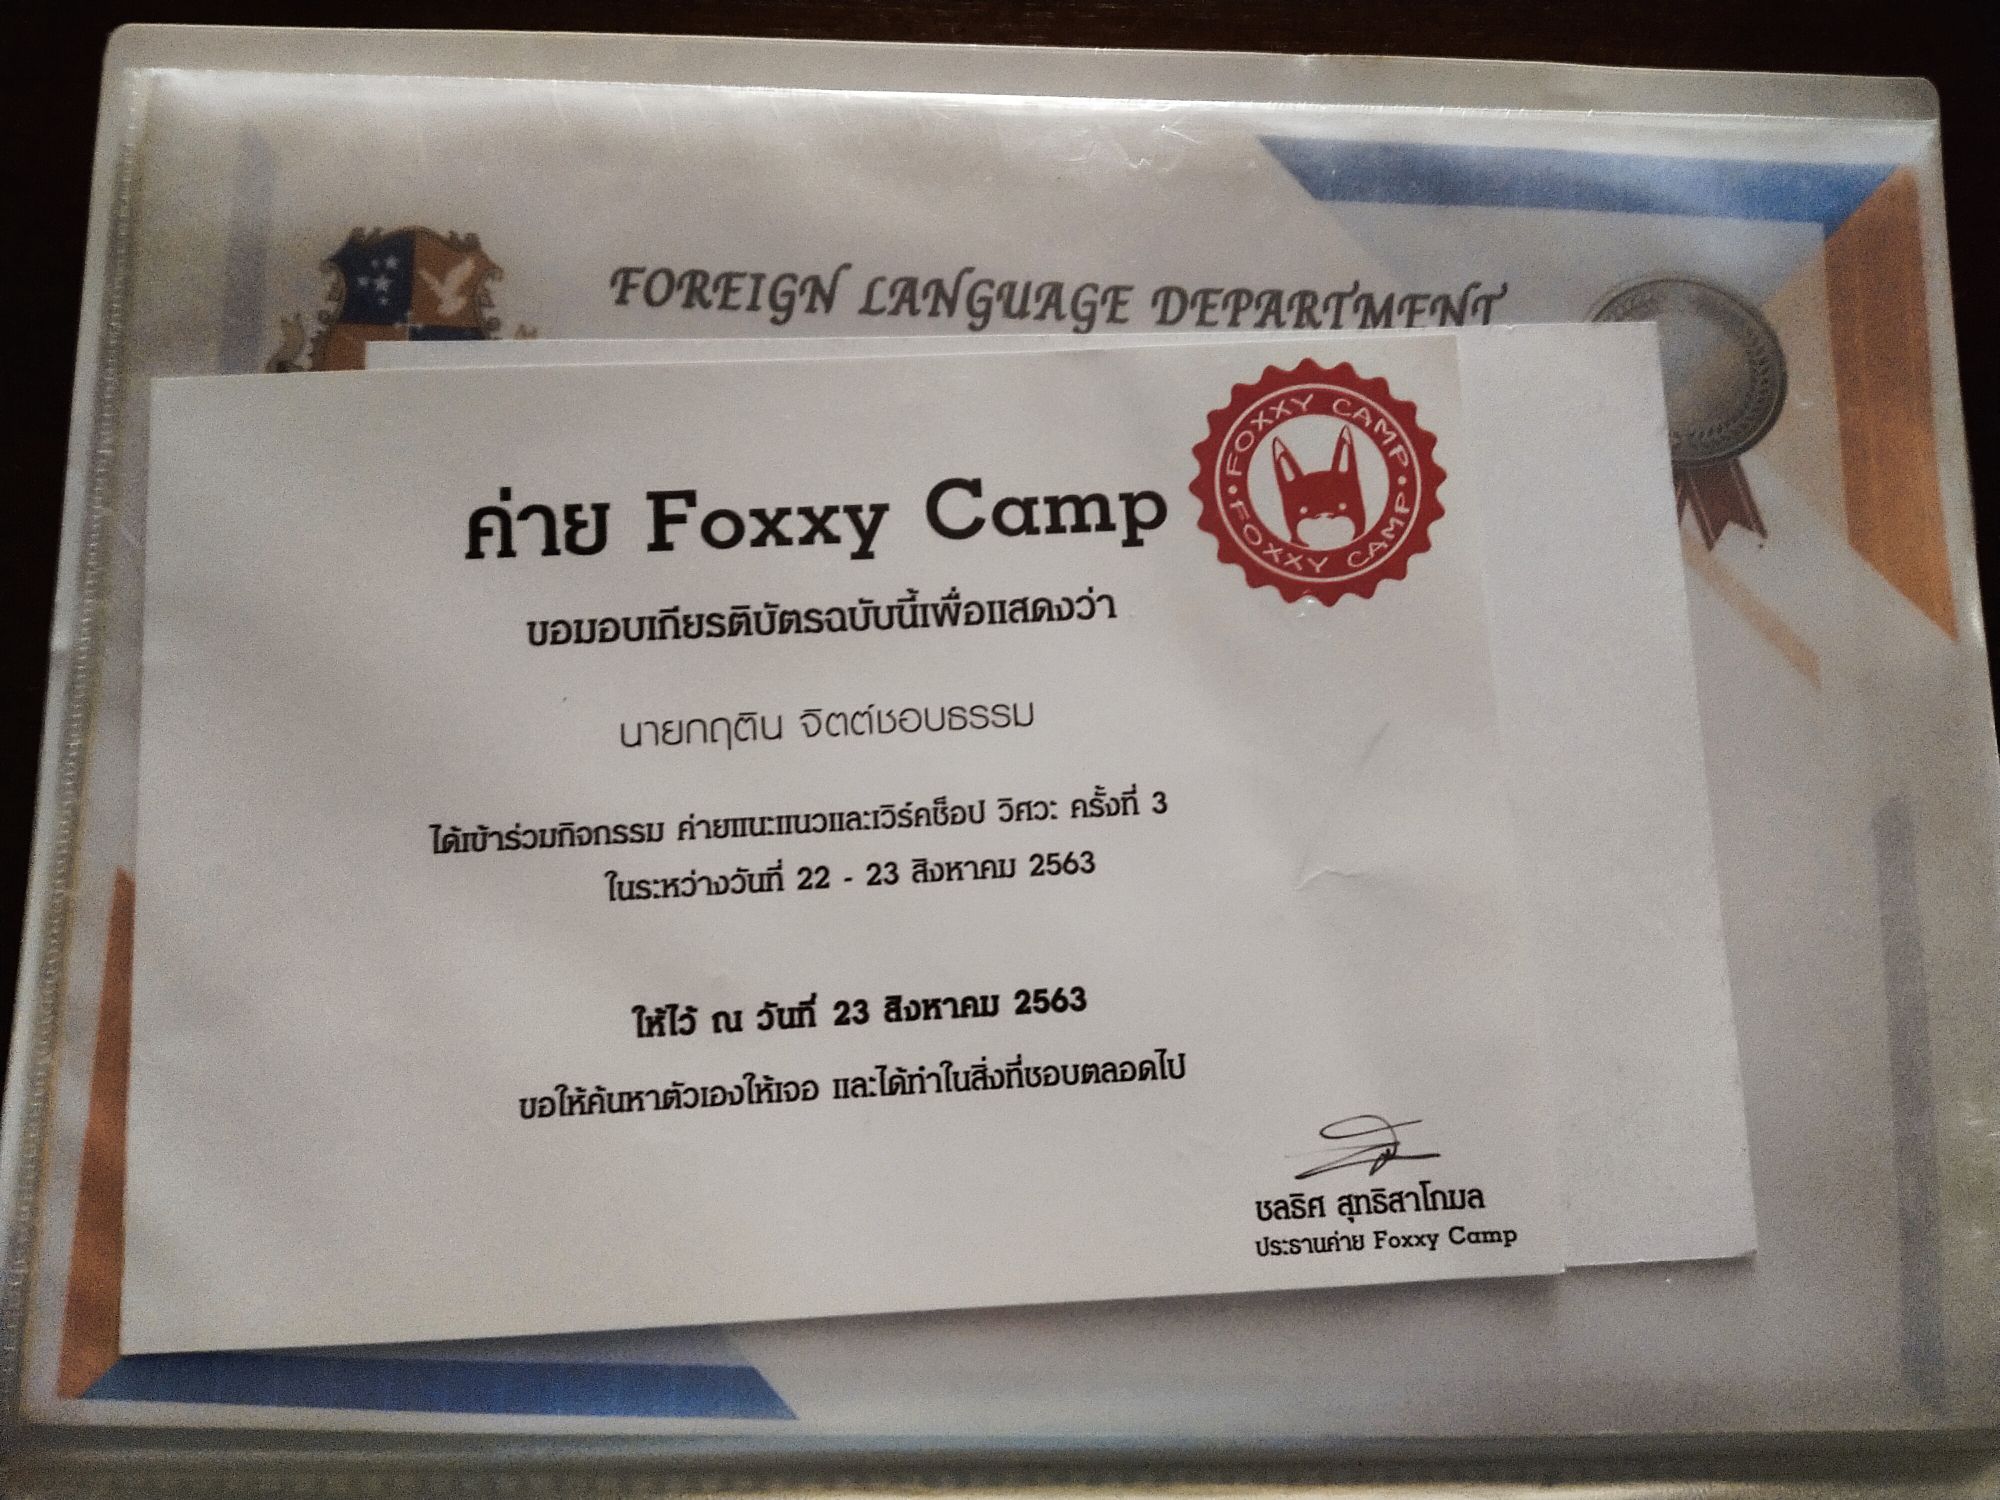 FOREIGN LANGUAGE DEPARTMENT
FOXXY CAMP
FOXXY CAMP
ค่าย Foxxy Camp
ขอมอบเกียรติบัตรฉบับนี้เพื่อแสดงว่า
นายกฤติน จิตต์ชอบธรรม
ได้เข้าร่วมกิจกรรม ค่ายแนะแนวและเวิร์คช็อป วิศวะ ครั้งที่ 3
ในระหว่างวันที่ 22 - 23 สิงหาคม 2563
ให้ไว้ ณ วันที่ 23 สิงหาคม 2563
ขอให้ค้นหาตัวเองให้เจอ และได้ทำในสิ่งที่ชอบตลอดไป
ชลธิศ สุทธิสาโกมล
ประธานค่าย Foxxy Camp